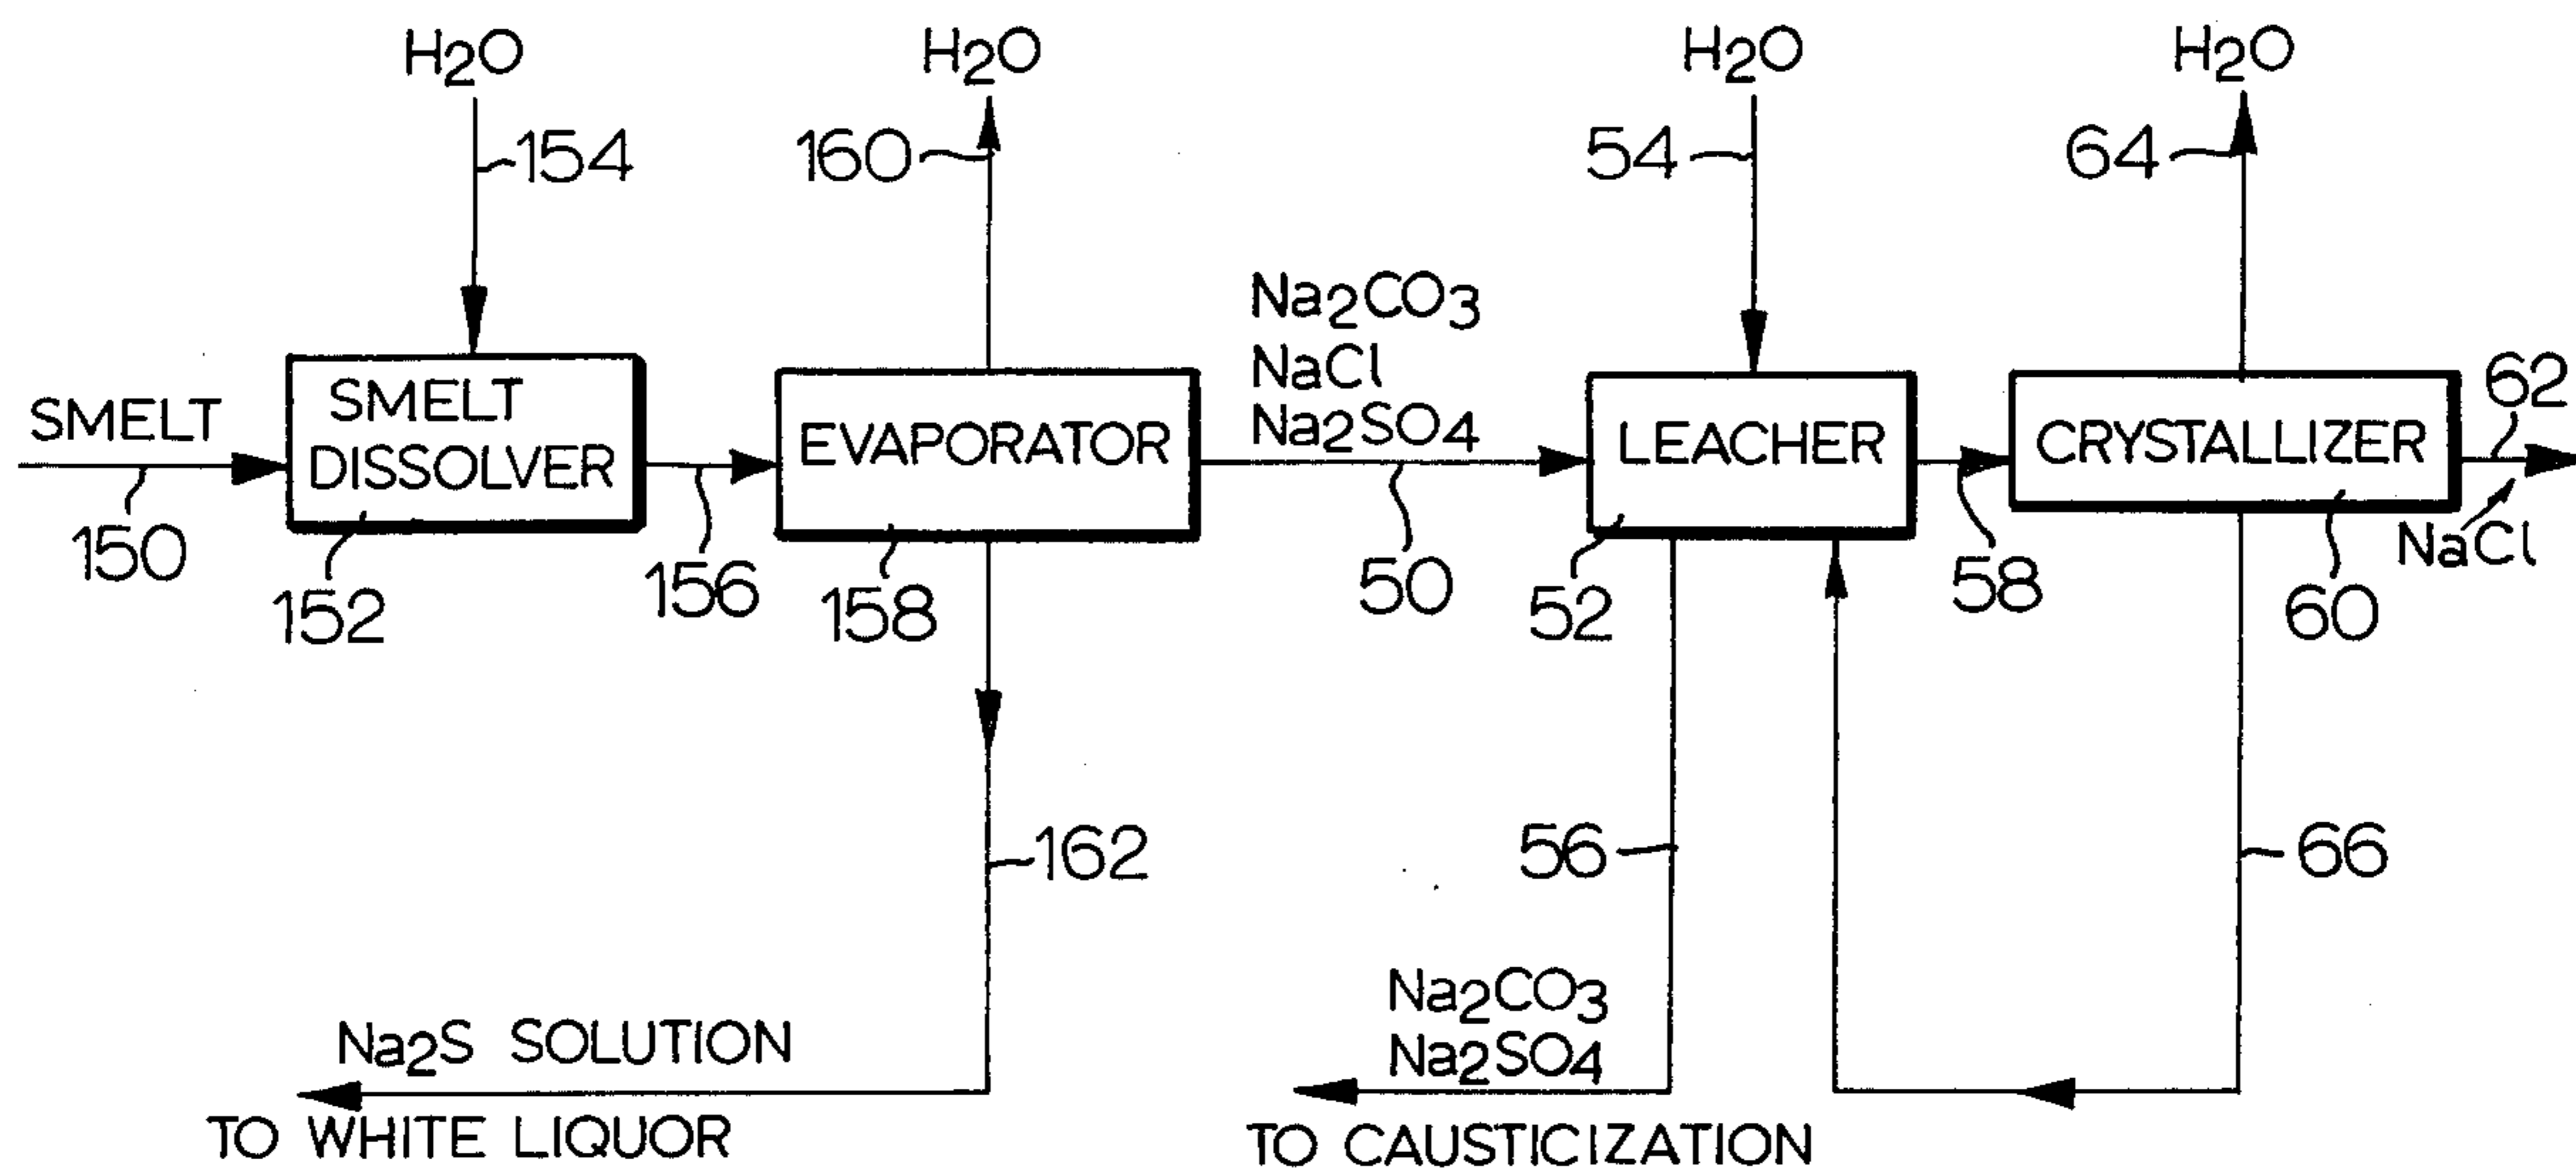 H2O
H2O
H2O
H2O
154
160
54
64
Na2CO3
NaCl
Na2SO4
SMELT
SMELT
DISSOLVER
EVAPORATOR
LEACHER
CRYSTALLIZER
62
NaCl
150
152
156
158
50
52
58
60
162
56
66
Na2S SOLUTION
TO WHITE LIQUOR
Na2CO3
Na2SO4
TO CAUSTICIZATION